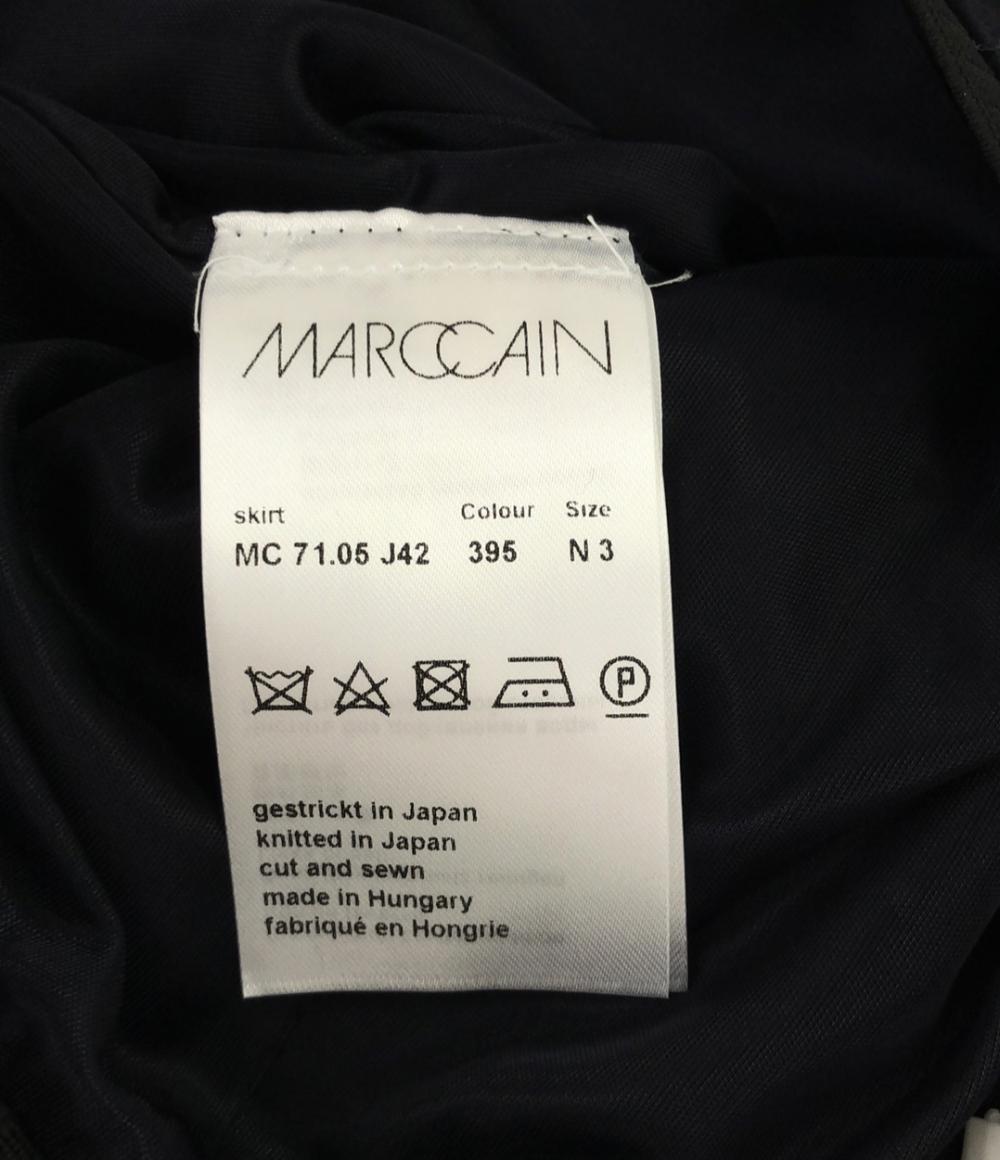 MARCCAIN
skirt Colour Size
MC 71.05 J42 395 N 3
P
gestrickt in Japan
knitted in Japan
cut and sewn
made in Hungary
fabriqué en Hongrie